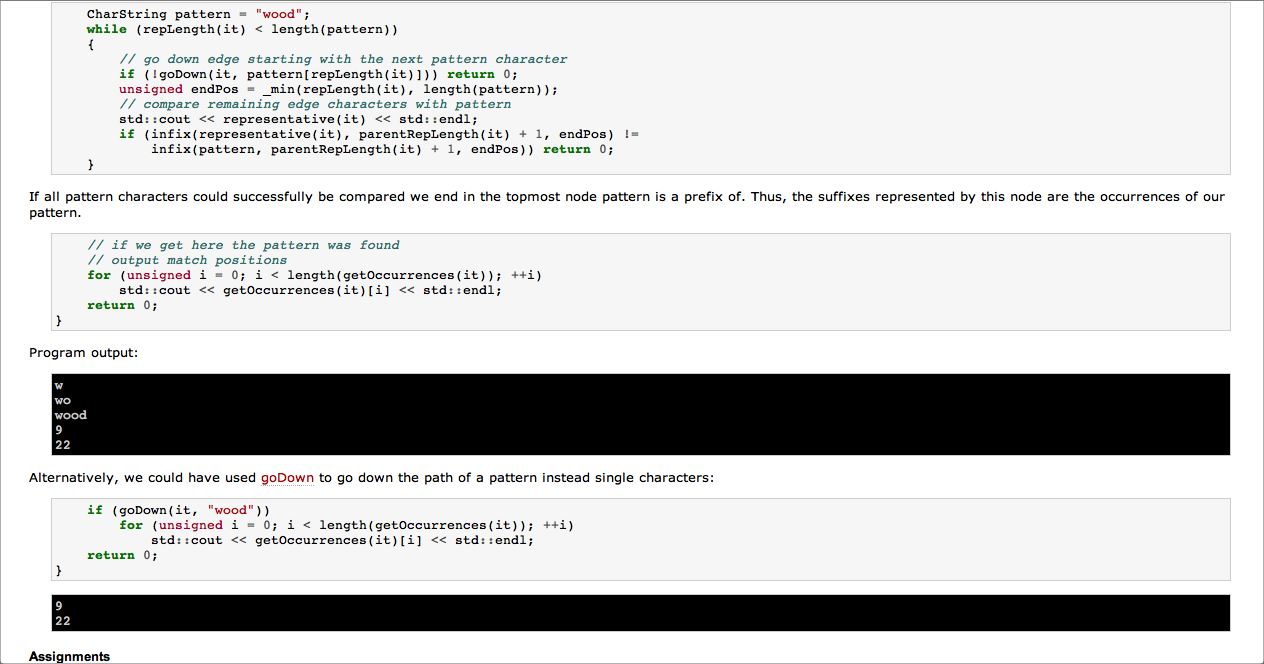 CharString pattern = "wood";
while (repLength(it) < length(pattern))
{
// go down edge starting with the next pattern character
if (!goDown(it, pattern[repLength(it)])) return 0;
unsigned endPos = _min(repLength(it), length(pattern));
// compare remaining edge characters with pattern
std::cout << representative(it) << std::endl;
if (infix(representative(it), parentRepLength(it) + 1, endPos) !=
infix(pattern, parentRepLength(it) + 1, endPos)) return 0;
}
If all pattern characters could successfully be compared we end in the topmost node pattern is a prefix of. Thus, the suffixes represented by this node are the occurrences of our
pattern.
// if we get here the pattern was found
// output match positions
for (unsigned i = 0; i < length(getOccurrences(it)); ++i)
std::cout << getOccurrences(it)[i] << std::endl;
return 0;
}
Program output:
w
wo
wood
9
22
Alternatively, we could have used goDown to go down the path of a pattern instead single characters:
if (goDown(it, "wood"))
for (unsigned i = 0; i < length(getOccurrences(it)); ++i)
std::cout << getOccurrences(it)[i] << std::endl;
return 0;
}
9
22
Assignments